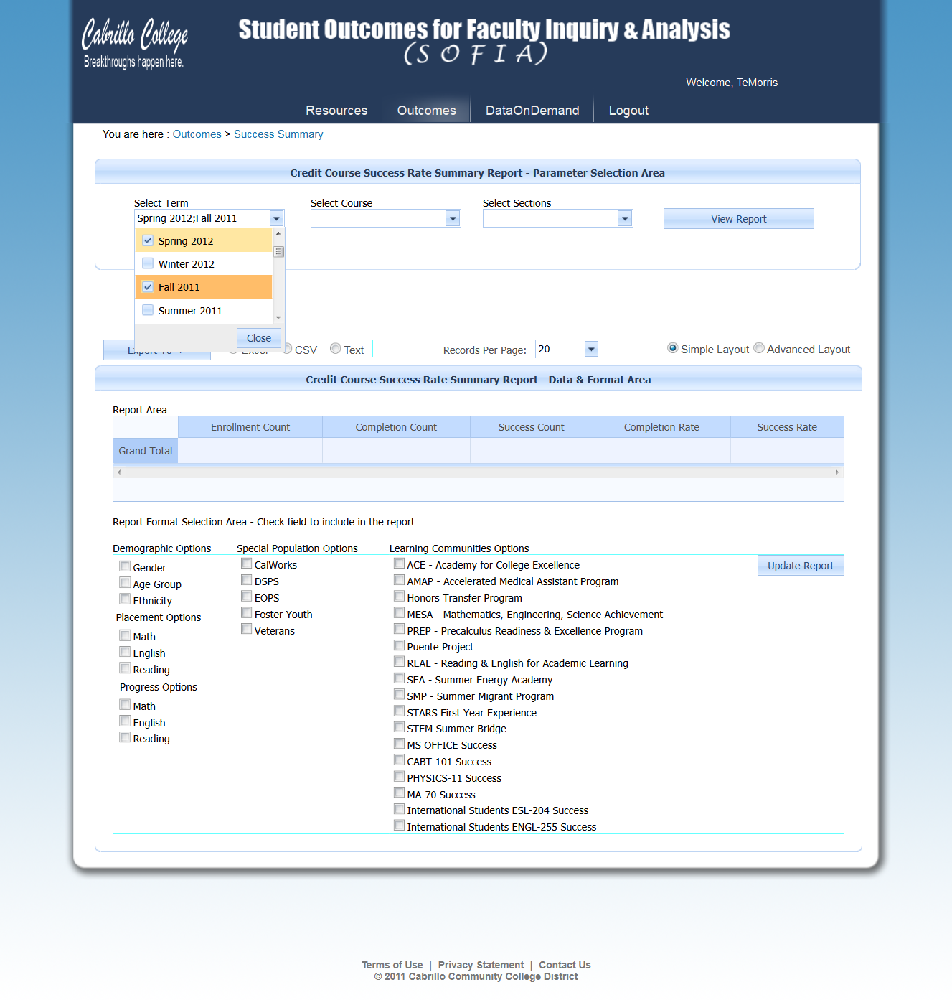 Cabrillo College
Breakthroughs happen here.
Student Outcomes for Faculty Inquiry & Analysis
(SOFIA)
Welcome, TeMorris
Resources Outcomes DataOnDemand Logout
You are here : Outcomes > Success Summary
Credit Course Success Rate Summary Report - Parameter Selection Area
Select Term Select Course Select Sections
Spring 2012;Fall 2011 View Report
Spring 2012
Winter 2012
Fall 2011
Summer 2011
Close
Export To Excel CSV Text Records Per Page: 20 Simple Layout Advanced Layout
Credit Course Success Rate Summary Report - Data & Format Area
Report Area
Enrollment Count Completion Count Success Count Completion Rate Success Rate
Grand Total
Report Format Selection Area - Check field to include in the report
Demographic Options Special Population Options Learning Communities Options
Gender
Age Group
Ethnicity
Placement Options
Math
English
Reading
Progress Options
Math
English
Reading
CalWorks
DSPS
EOPS
Foster Youth
Veterans
ACE - Academy for College Excellence
AMAP - Accelerated Medical Assistant Program
Honors Transfer Program
MESA - Mathematics, Engineering, Science Achievement
PREP - Precalculus Readiness & Excellence Program
Puente Project
REAL - Reading & English for Academic Learning
SEA - Summer Energy Academy
SMP - Summer Migrant Program
STARS First Year Experience
STEM Summer Bridge
MS OFFICE Success
CABT-101 Success
PHYSICS-11 Success
MA-70 Success
International Students ESL-204 Success
International Students ENGL-255 Success
Update Report
Terms of Use | Privacy Statement | Contact Us
© 2011 Cabrillo Community College District